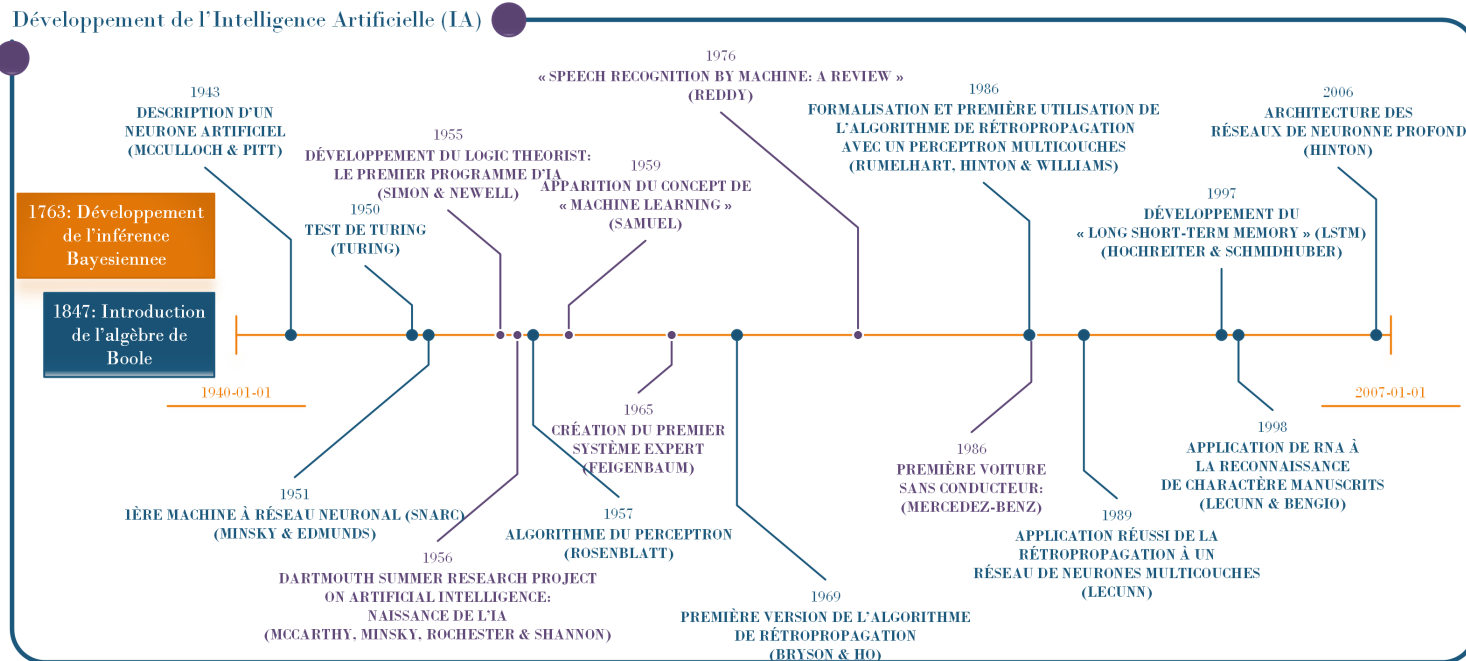 Développement de l'Intelligence Artificielle (IA)
1976
« SPEECH RECOGNITION BY MACHINE: A REVIEW »
(REDDY)
1943
DESCRIPTION D'UN
NEURONE ARTIFICIEL
(MCCULLOCH & PITT)
1986
FORMALISATION ET PREMIÈRE UTILISATION DE
L'ALGORITHME DE RÉTROPROPAGATION
AVEC UN PERCEPTRON MULTICOUCHES
(RUMELHART, HINTON & WILLIAMS)
2006
ARCHITECTURE DES
RÉSEAUX DE NEURONNE PROFOND
(HINTON)
1955
DÉVELOPPEMENT DU LOGIC THEORIST:
LE PREMIER PROGRAMME D'IA
(SIMON & NEWELL)
1959
APPARITION DU CONCEPT DE
« MACHINE LEARNING »
(SAMUEL)
1950
TEST DE TURING
(TURING)
1997
DÉVELOPPEMENT DU
« LONG SHORT-TERM MEMORY » (LSTM)
(HOCHREITER & SCHMIDHUBER)
1763: Développement
de l'inférence
Bayesiennee
1847: Introduction
de l'algèbre de
Boole
1940-01-01
2007-01-01
1965
CRÉATION DU PREMIER
SYSTÈME EXPERT
(FEIGENBAUM)
1986
PREMIÈRE VOITURE
SANS CONDUCTEUR:
(MERCEDEZ-BENZ)
1998
APPLICATION DE RNA À
LA RECONNAISSANCE
DE CHARACTÈRE MANUSCRITS
(LECUNN & BENGIO)
1951
1ÈRE MACHINE À RÉSEAU NEURONAL (SNARC)
(MINSKY & EDMUNDS)
1957
ALGORITHME DU PERCEPTRON
(ROSENBLATT)
1989
APPLICATION RÉUSSI DE LA
RÉTROPROPAGATION À UN
RÉSEAU DE NEURONES MULTICOUCHES
(LECUNN)
1956
DARTMOUTH SUMMER RESEARCH PROJECT
ON ARTIFICIAL INTELLIGENCE:
NAISSANCE DE L'IA
(MCCARTHY, MINSKY, ROCHESTER & SHANNON)
1969
PREMIÈRE VERSION DE L'ALGORITHME
DE RÉTROPROPAGATION
(BRYSON & HO)